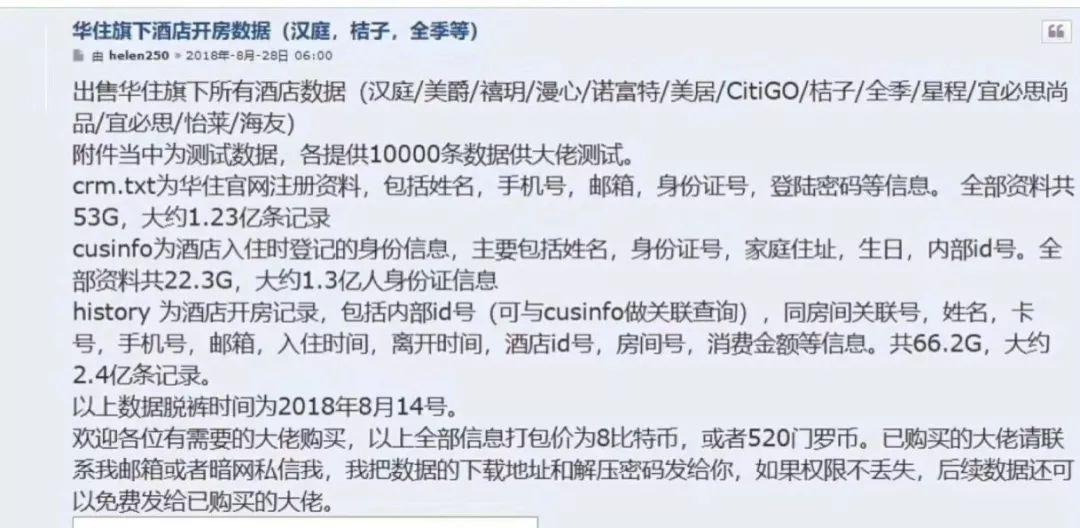 华住旗下酒店开房数据（汉庭，桔子，全季等）
由 helen250 » 2018年-8月-28日 06:00
出售华住旗下所有酒店数据（汉庭/美爵/禧玥/漫心/诺富特/美居/CitiGO/桔子/全季/星程/宜必思尚
品/宜必思/怡莱/海友）
附件当中为测试数据，各提供10000条数据供大佬测试。
crm.txt为华住官网注册资料，包括姓名，手机号，邮箱，身份证号，登陆密码等信息。 全部资料共
53G，大约1.23亿条记录
cusinfo为酒店入住时登记的身份信息，主要包括姓名，身份证号，家庭住址，生日，内部id号。全
部资料共22.3G，大约1.3亿人身份证信息
history 为酒店开房记录，包括内部id号（可与cusinfo做关联查询），同房间关联号，姓名，卡
号，手机号，邮箱，入住时间，离开时间，酒店id号，房间号，消费金额等信息。共66.2G，大约
2.4亿条记录。
以上数据脱裤时间为2018年8月14号。
欢迎各位有需要的大佬购买，以上全部信息打包价为8比特币，或者520门罗币。已购买的大佬请联
系我邮箱或者暗网私信我，我把数据的下载地址和解压密码发给你，如果权限不丢失，后续数据还可
以免费发给已购买的大佬。